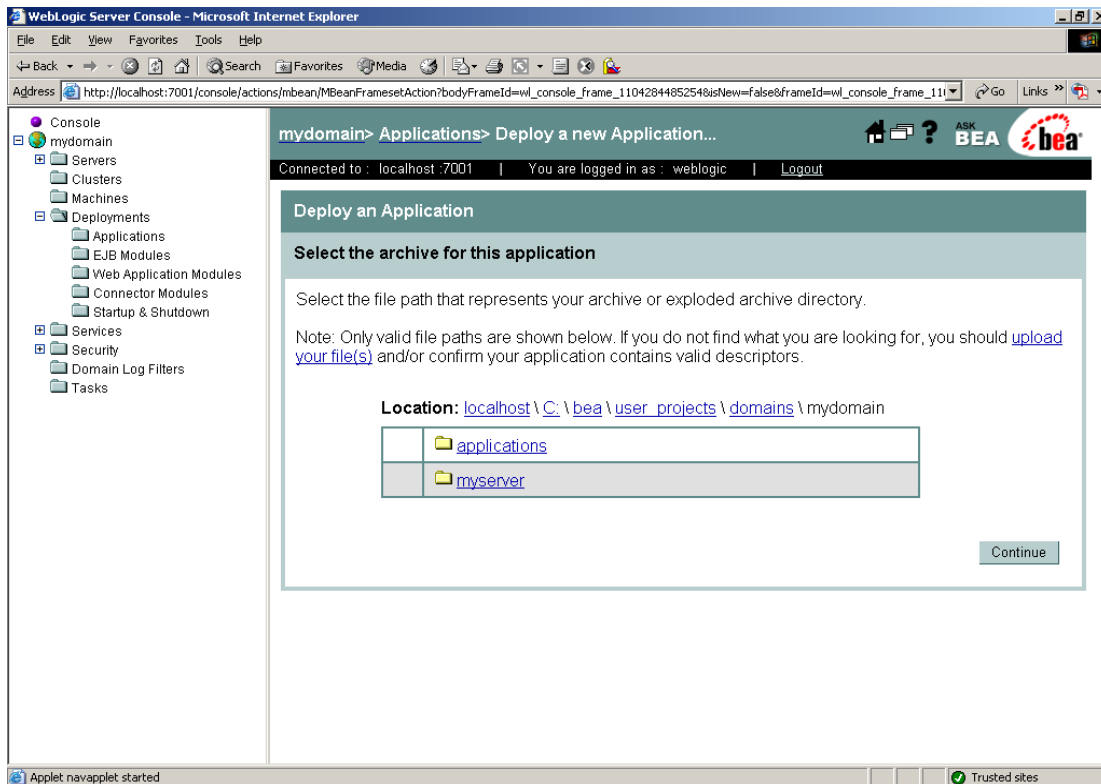 WebLogic Server Console - Microsoft Internet Explorer
File Edit View Favorites Tools Help
Back Search Favorites Media
Address http://localhost:7001/console/actions/mbean/MBeanFramesetAction?bodyFrameId=wl_console_frame_1104284485254&isNew=false&frameId=wl_console_frame_110 Go Links »
Console
mydomain
Servers
Clusters
Machines
Deployments
Applications
EJB Modules
Web Application Modules
Connector Modules
Startup & Shutdown
Services
Security
Domain Log Filters
Tasks
mydomain> Applications> Deploy a new Application... ? ASK BEA bea
Connected to : localhost :7001 | You are logged in as : weblogic | Logout
Deploy an Application
Select the archive for this application
Select the file path that represents your archive or exploded archive directory.
Note: Only valid file paths are shown below. If you do not find what you are looking for, you should upload
your file(s) and/or confirm your application contains valid descriptors.
Location: localhost \ C: \ bea \ user_projects \ domains \ mydomain
applications
myserver
Continue
Applet navapplet started Trusted sites